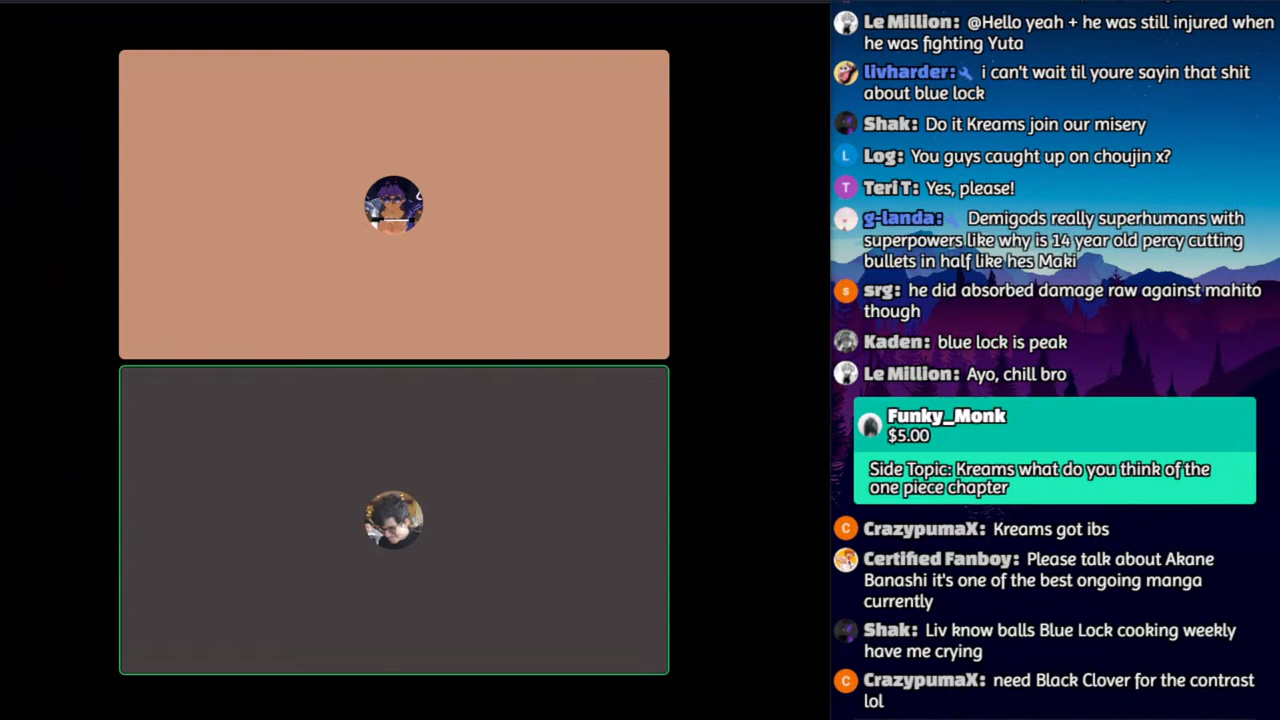 Le Million: @Hello yeah + he was still injured when
he was fighting Yuta
livharder: i can't wait til youre sayin that shit
about blue lock
Shak: Do it Kreams join our misery
L Log: You guys caught up on choujin x?
T Teri T: Yes, please!
g-landa: Demigods really superhumans with
superpowers like why is 14 year old percy cutting
bullets in half like hes Maki
s srg: he did absorbed damage raw against mahito
though
Kaden: blue lock is peak
Le Million: Ayo, chill bro
Funky_Monk
$5.00
Side Topic: Kreams what do you think of the
one piece chapter
C CrazypumaX: Kreams got ibs
Certified Fanboy: Please talk about Akane
Banashi it's one of the best ongoing manga
currently
Shak: Liv know balls Blue Lock cooking weekly
have me crying
C CrazypumaX: need Black Clover for the contrast
lol